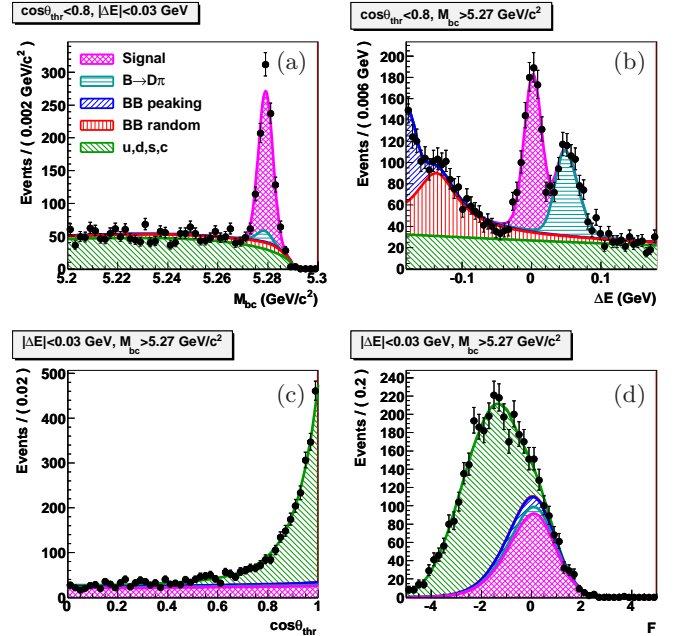 cosθthr<0.8, |ΔE|<0.03 GeV
Events / ( 0.002 GeV/c² )
350
300
250
200
150
100
50
0
Signal
B→Dπ
BB peaking
BB random
u,d,s,c
(a)
5.2 5.22 5.24 5.26 5.28 5.3
Mbc (GeV/c²)
cosθthr<0.8, Mbc>5.27 GeV/c²
Events / ( 0.006 GeV )
220
200
180
160
140
120
100
80
60
40
20
0
(b)
-0.1 0 0.1
ΔE (GeV)
|ΔE|<0.03 GeV, Mbc>5.27 GeV/c²
Events / ( 0.02 )
500
400
300
200
100
0
(c)
0 0.2 0.4 0.6 0.8 1
cosθthr
|ΔE|<0.03 GeV, Mbc>5.27 GeV/c²
Events / ( 0.2 )
220
200
180
160
140
120
100
80
60
40
20
0
(d)
-4 -2 0 2 4
F